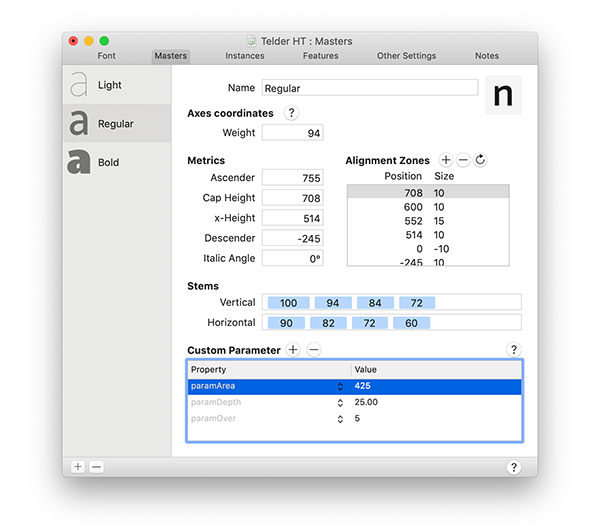 Telder HT : Masters
Font Masters Instances Features Other Settings Notes
a Light
a Regular
a Bold
Name Regular
n
Axes coordinates ?
Weight 94
Metrics
Ascender 755
Cap Height 708
x-Height 514
Descender -245
Italic Angle 0°
Alignment Zones + −
Position Size
708 10
600 10
552 15
514 10
0 -10
-245 10
Stems
Vertical 100 94 84 72
Horizontal 90 82 72 60
Custom Parameter + − ?
Property Value
paramArea 425
paramDepth 25.00
paramOver 5
+ − ?